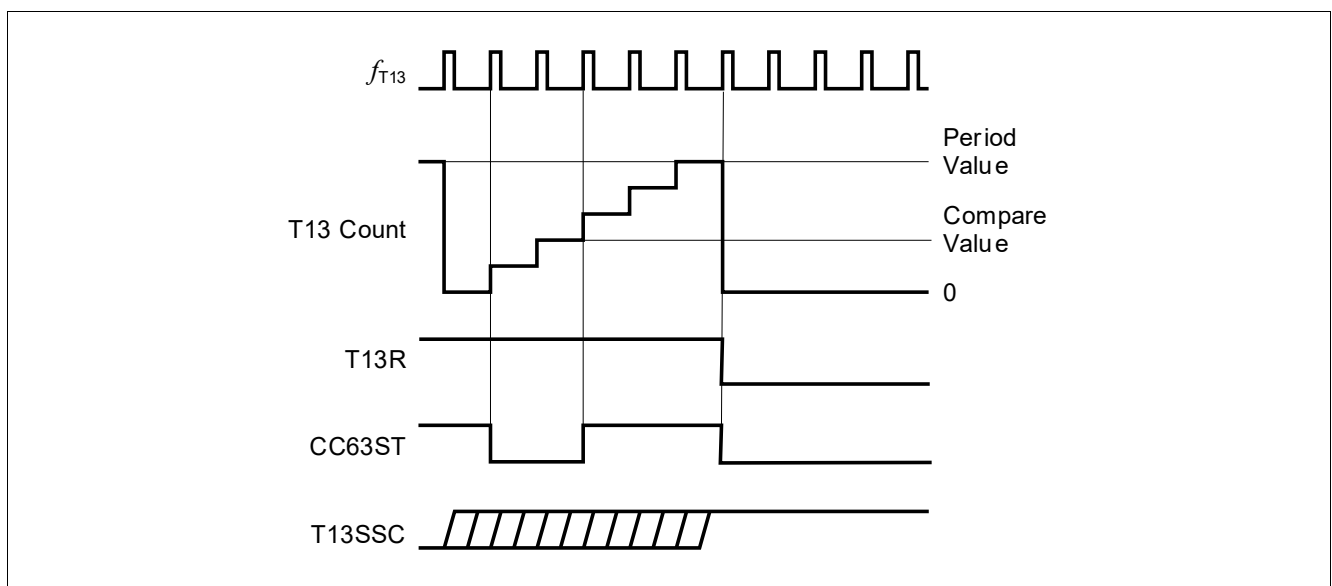 fT13
Period
Value
T13 Count
Compare
Value
0
T13R
CC63ST
T13SSC